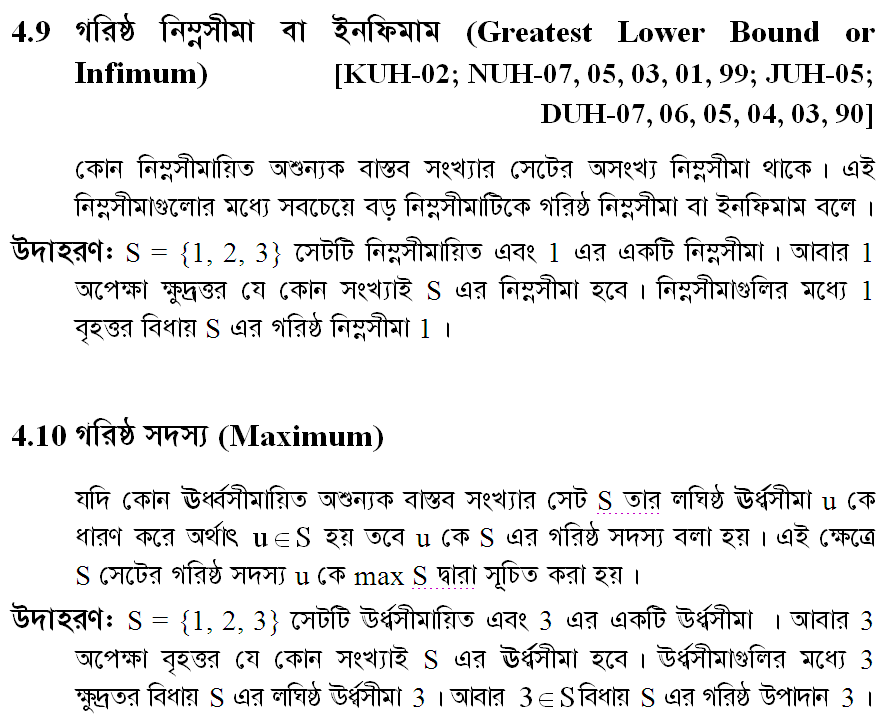 4.9 গরিষ্ঠ নিম্নসীমা বা ইনফিমাম (Greatest Lower Bound or
Infimum) [KUH-02; NUH-07, 05, 03, 01, 99; JUH-05;
DUH-07, 06, 05, 04, 03, 90]
কোন নিম্নসীমায়িত অশুন্যক বাস্তব সংখ্যার সেটের অসংখ্য নিম্নসীমা থাকে। এই
নিম্নসীমাগুলোর মধ্যে সবচেয়ে বড় নিম্নসীমাটিকে গরিষ্ঠ নিম্নসীমা বা ইনফিমাম বলে।
উদাহরণঃ S = {1, 2, 3} সেটটি নিম্নসীমায়িত এবং 1 এর একটি নিম্নসীমা। আবার 1
অপেক্ষা ক্ষুদ্রত্তর যে কোন সংখ্যাই S এর নিম্নসীমা হবে। নিম্নসীমাগুলির মধ্যে 1
বৃহত্তর বিধায় S এর গরিষ্ঠ নিম্নসীমা 1 ।
4.10 গরিষ্ঠ সদস্য (Maximum)
যদি কোন ঊর্ধ্বসীমায়িত অশুন্যক বাস্তব সংখ্যার সেট S তার লঘিষ্ঠ ঊর্ধ্বসীমা u কে
ধারণ করে অর্থাৎ u∈S হয় তবে u কে S এর গরিষ্ঠ সদস্য বলা হয়। এই ক্ষেত্রে
S সেটের গরিষ্ঠ সদস্য u কে max S দ্বারা সূচিত করা হয়।
উদাহরণঃ S = {1, 2, 3} সেটটি উর্ধ্বসীমায়িত এবং 3 এর একটি উর্ধ্বসীমা । আবার 3
অপেক্ষা বৃহত্তর যে কোন সংখ্যাই S এর ঊর্ধ্বসীমা হবে। উর্ধ্বসীমাগুলির মধ্যে 3
ক্ষুদ্রতর বিধায় S এর লঘিষ্ঠ উর্ধ্বসীমা 3 । আবার 3∈S বিধায় S এর গরিষ্ঠ উপাদান 3 ।